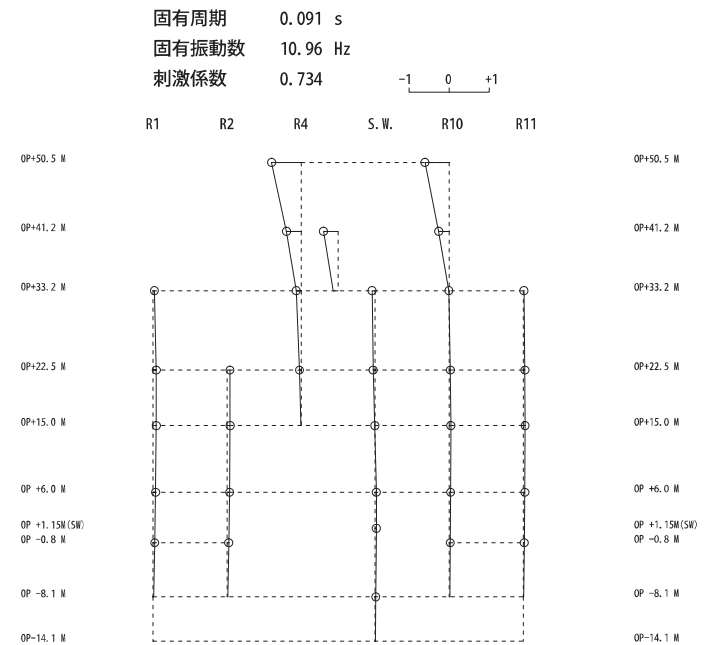 固有周期 0.091 s
固有振動数 10.96 Hz
刺激係数 0.734
-1 0 +1
R1 R2 R4 S.W. R10 R11
OP+50.5 M OP+50.5 M
OP+41.2 M OP+41.2 M
OP+33.2 M OP+33.2 M
OP+22.5 M OP+22.5 M
OP+15.0 M OP+15.0 M
OP +6.0 M OP +6.0 M
OP +1.15M(SW) OP +1.15M(SW)
OP -0.8 M OP -0.8 M
OP -8.1 M OP -8.1 M
OP-14.1 M OP-14.1 M